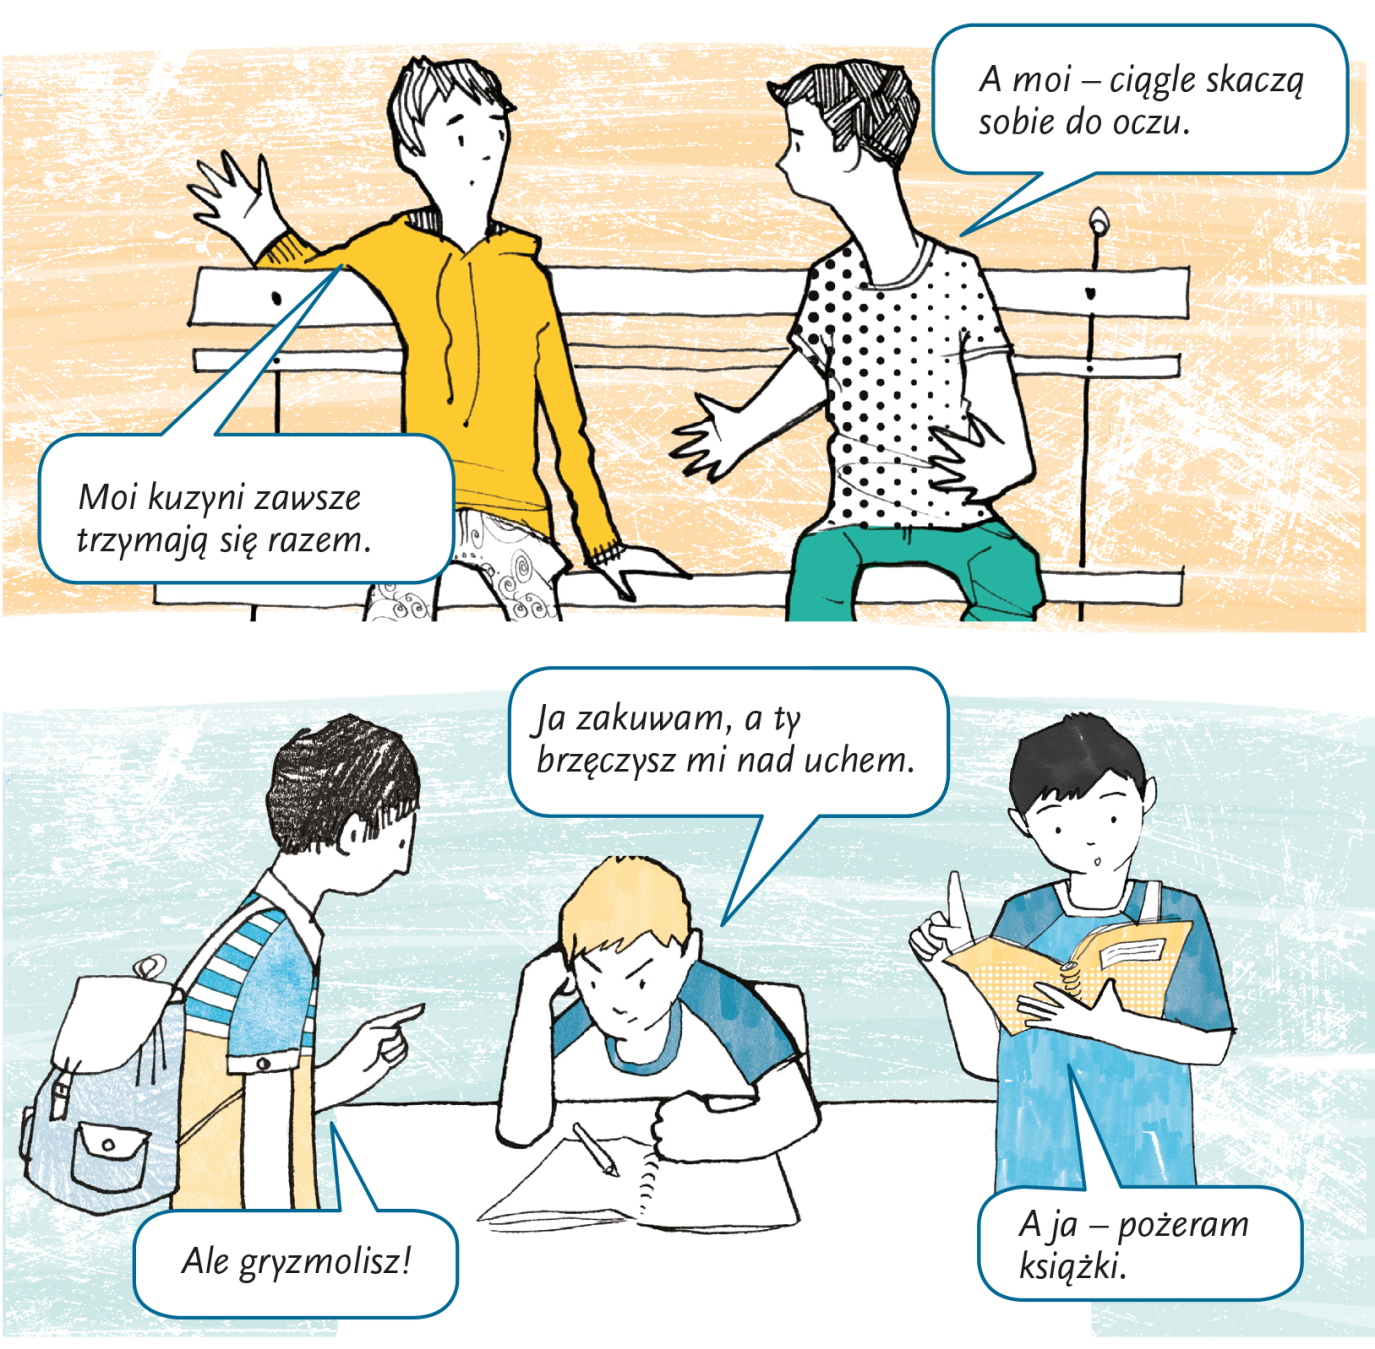 Moi kuzyni zawsze
trzymają się razem.
A moi – ciągle skaczą
sobie do oczu.
Ale gryzmolisz!
Ja zakuwam, a ty
brzęczysz mi nad uchem.
A ja – pożeram
książki.